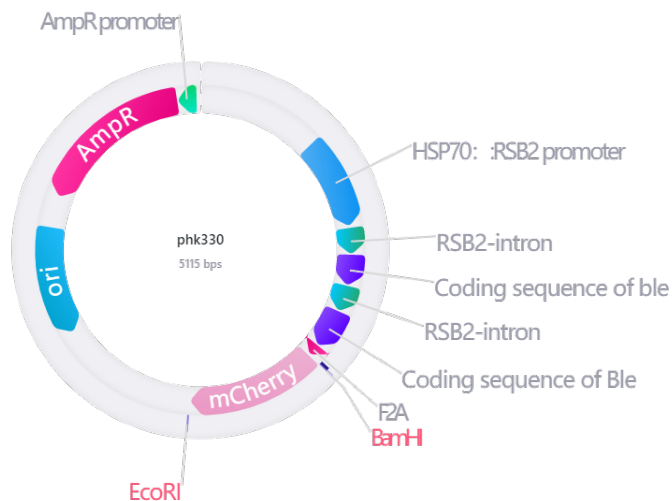 AmpR promoter
AmpR
HSP70: :RSB2 promoter
phk330
5115 bps
RSB2-intron
ori
Coding sequence of ble
RSB2-intron
Coding sequence of Ble
mCherry
F2A
BamHI
EcoRI